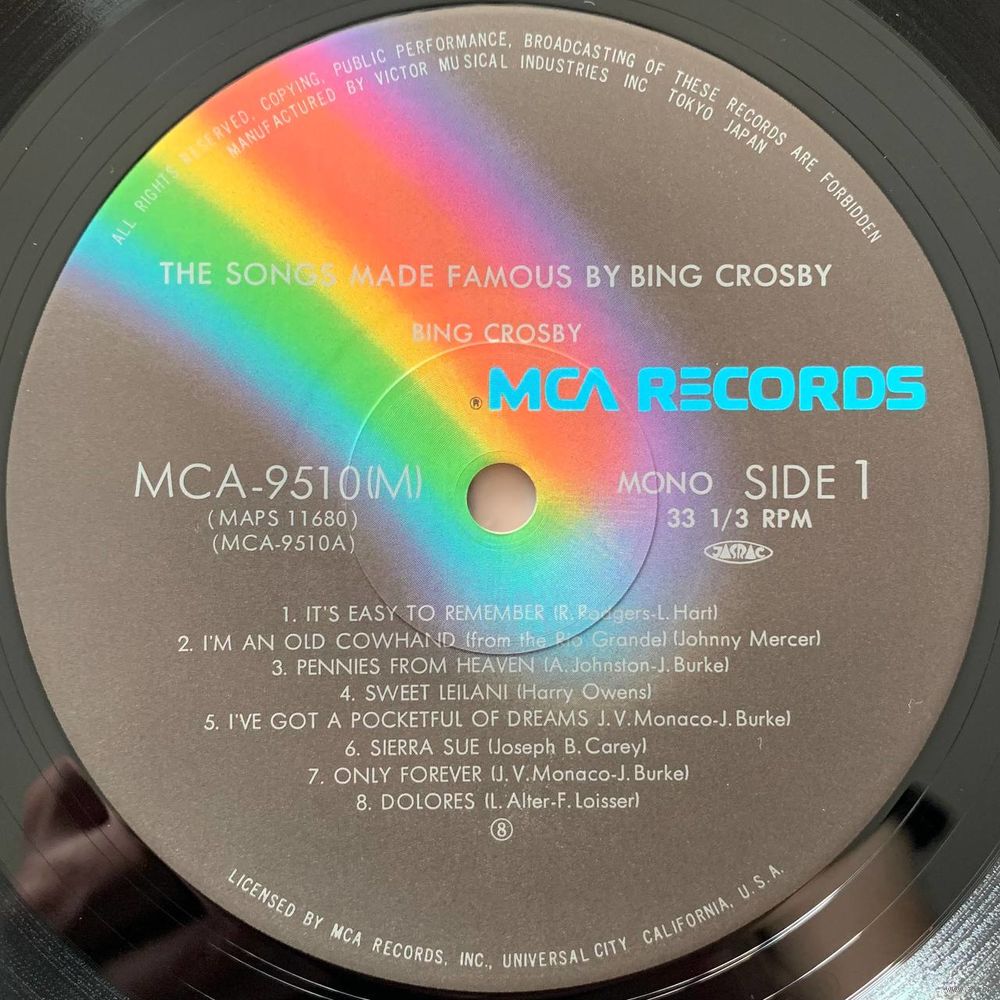 ALL RIGHTS RESERVED, COPYING, PUBLIC PERFORMANCE, BROADCASTING OF THESE RECORDS ARE FORBIDDEN
MANUFACTURED BY VICTOR MUSICAL INDUSTRIES INC TOKYO JAPAN
THE SONGS MADE FAMOUS BY BING CROSBY
BING CROSBY
® MCA RECORDS
MCA-9510(M) MONO SIDE 1
(MAPS 11680) 33 1/3 RPM
(MCA-9510A) JASRAC
1. IT'S EASY TO REMEMBER (R. Rodgers-L. Hart)
2. I'M AN OLD COWHAND (from the Rio Grande) (Johnny Mercer)
3. PENNIES FROM HEAVEN (A. Johnston-J. Burke)
4. SWEET LEILANI (Harry Owens)
5. I'VE GOT A POCKETFUL OF DREAMS J. V. Monaco-J. Burke)
6. SIERRA SUE (Joseph B. Carey)
7. ONLY FOREVER (J. V. Monaco-J. Burke)
8. DOLORES (L. Alter-F. Loisser)
⑧
LICENSED BY MCA RECORDS, INC., UNIVERSAL CITY CALIFORNIA, U.S.A.